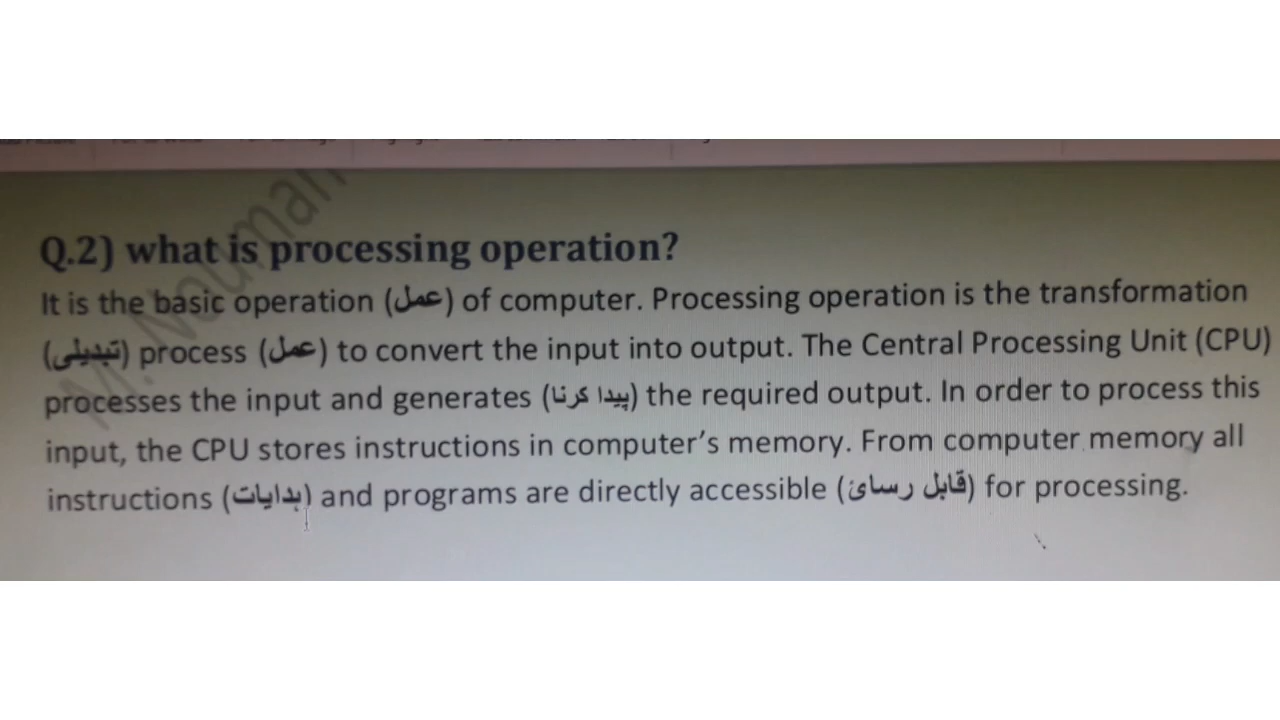 Q.2) what is processing operation?
It is the basic operation (عمل) of computer. Processing operation is the transformation
(تبدیلی) process (عمل) to convert the input into output. The Central Processing Unit (CPU)
processes the input and generates (پیدا کرنا) the required output. In order to process this
input, the CPU stores instructions in computer's memory. From computer memory all
instructions (ہدایات) and programs are directly accessible (قابل رسائ) for processing.
M. Nouman